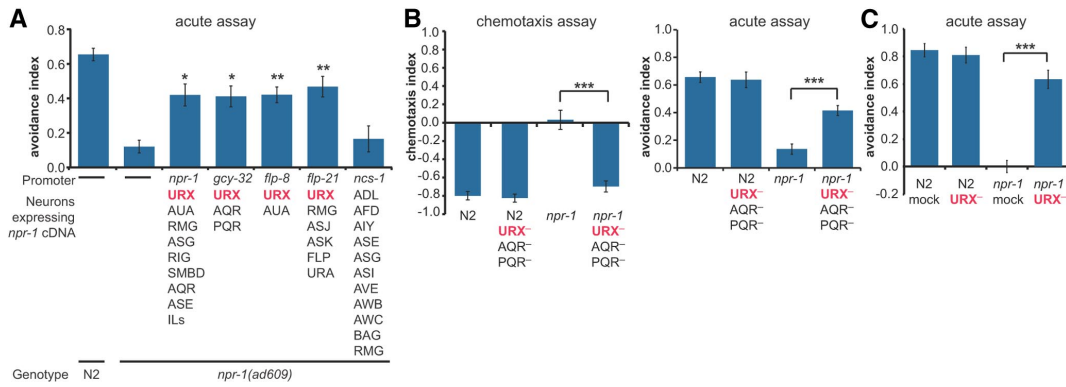 A
acute assay
avoidance index
0.8
0.6
0.4
0.2
0.0
*
*
**
**
Promoter
npr-1
gcy-32
flp-8
flp-21
ncs-1
Neurons
expressing
npr-1 cDNA
URX
AUA
RMG
ASG
RIG
SMBD
AQR
ASE
ILs
URX
AQR
PQR
URX
AUA
URX
RMG
ASJ
ASK
FLP
URA
ADL
AFD
AIY
ASE
ASG
ASI
AVE
AWB
AWC
BAG
RMG
Genotype
N2
npr-1(ad609)
B
chemotaxis assay
chemotaxis index
1.0
0.8
0.6
0.4
0.2
0.0
-0.2
-0.4
-0.6
-0.8
-1.0
***
N2
N2
URX–
AQR–
PQR–
npr-1
npr-1
URX–
AQR–
PQR–
acute assay
avoidance index
1.0
0.8
0.6
0.4
0.2
0.0
***
N2
N2
URX–
AQR–
PQR–
npr-1
npr-1
URX–
AQR–
PQR–
C
acute assay
avoidance index
1.0
0.8
0.6
0.4
0.2
0.0
-0.2
***
N2
mock
N2
URX–
npr-1
mock
npr-1
URX–